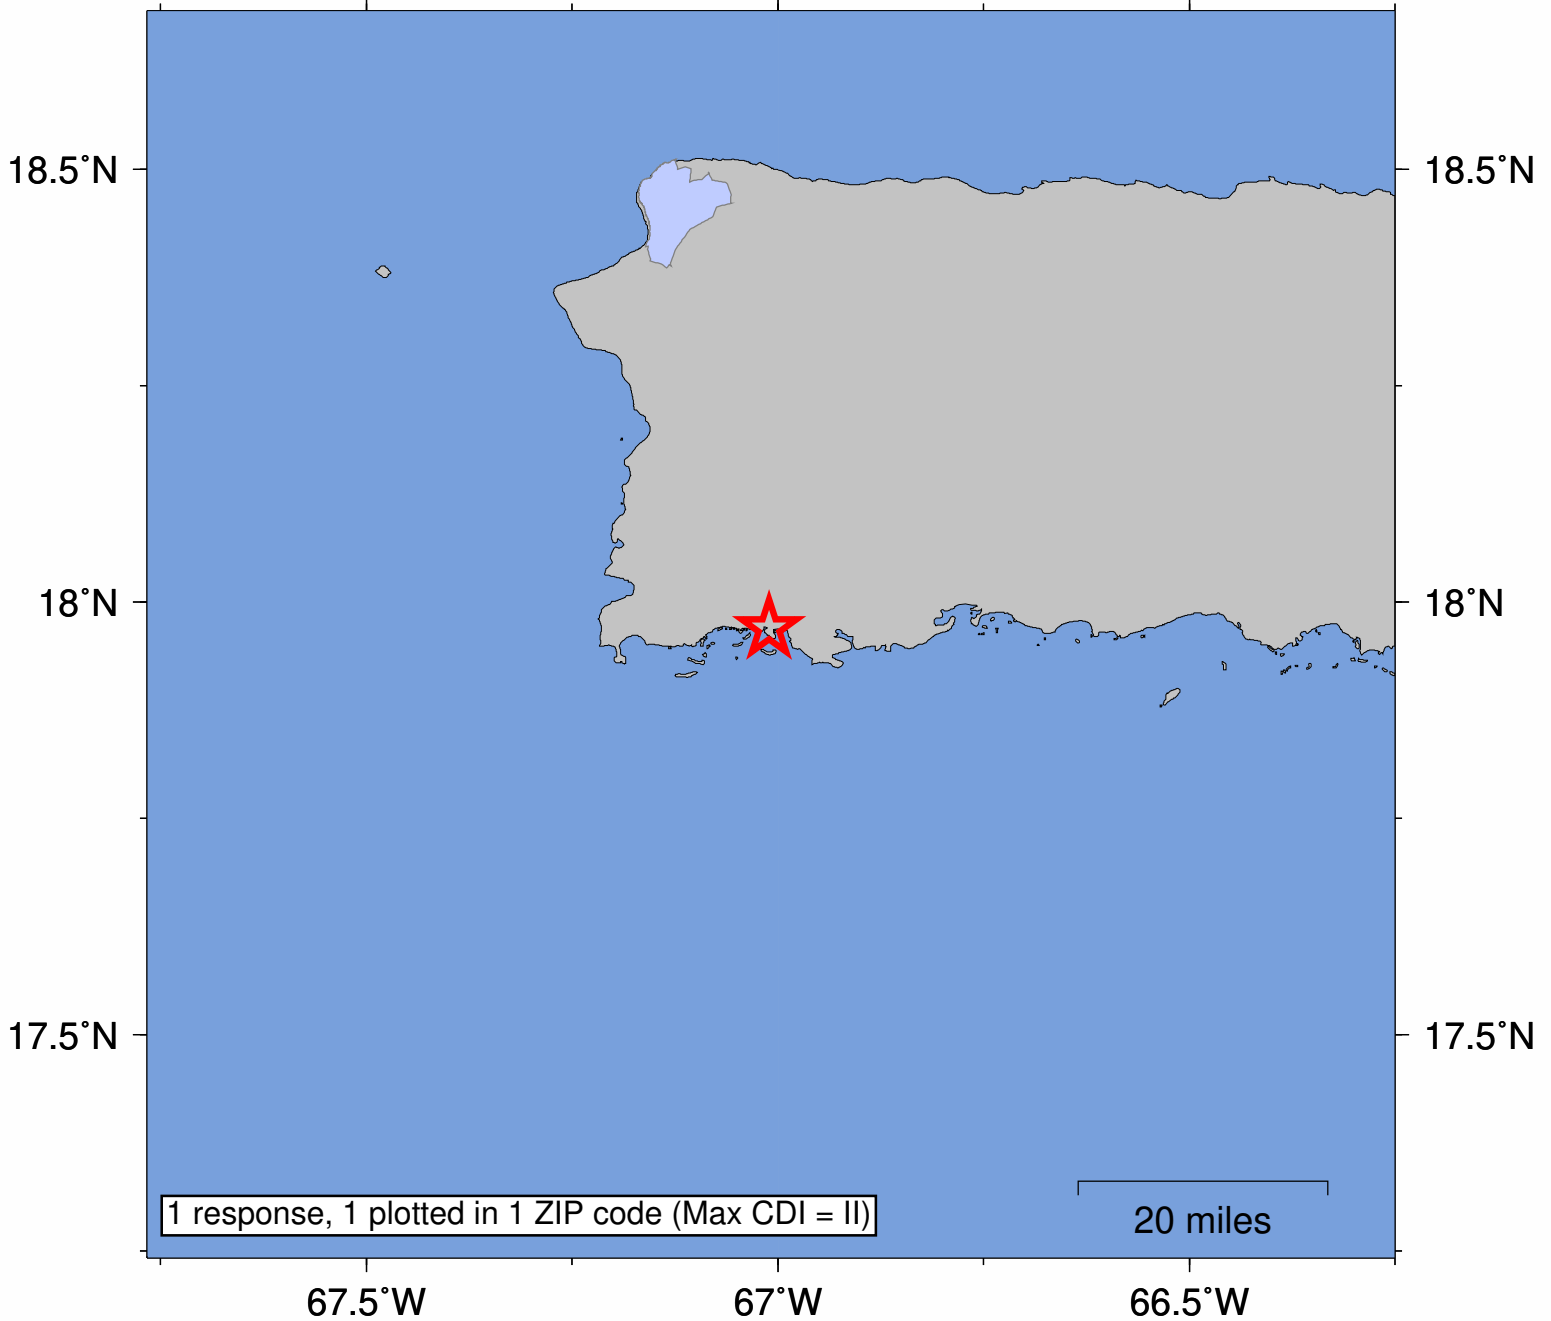 18.5˚N 18.5˚N
18˚N 18˚N
17.5˚N 17.5˚N
1 response, 1 plotted in 1 ZIP code (Max CDI = II)
20 miles
67.5˚W 67˚W 66.5˚W